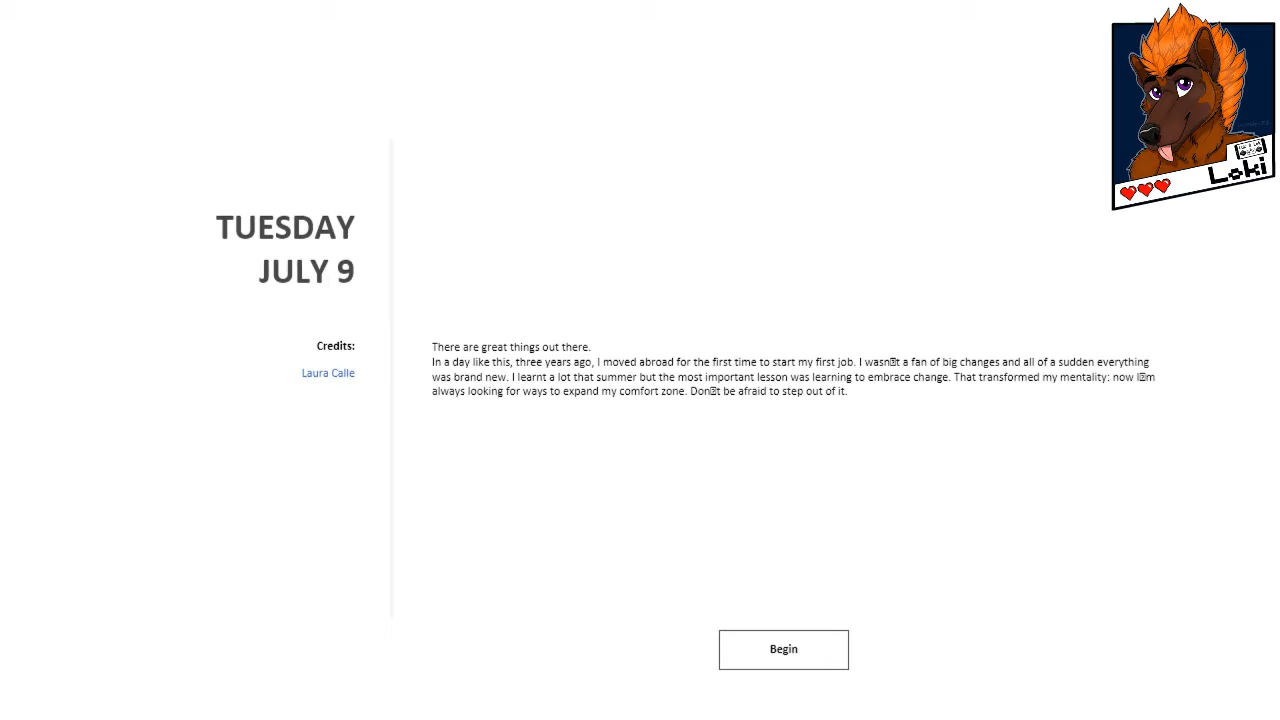 TUESDAY
JULY 9
Credits:
Laura Calle
There are great things out there.
In a day like this, three years ago, I moved abroad for the first time to start my first job. I wasn□t a fan of big changes and all of a sudden everything
was brand new. I learnt a lot that summer but the most important lesson was learning to embrace change. That transformed my mentality: now I□m
always looking for ways to expand my comfort zone. Don□t be afraid to step out of it.
Begin
Loki